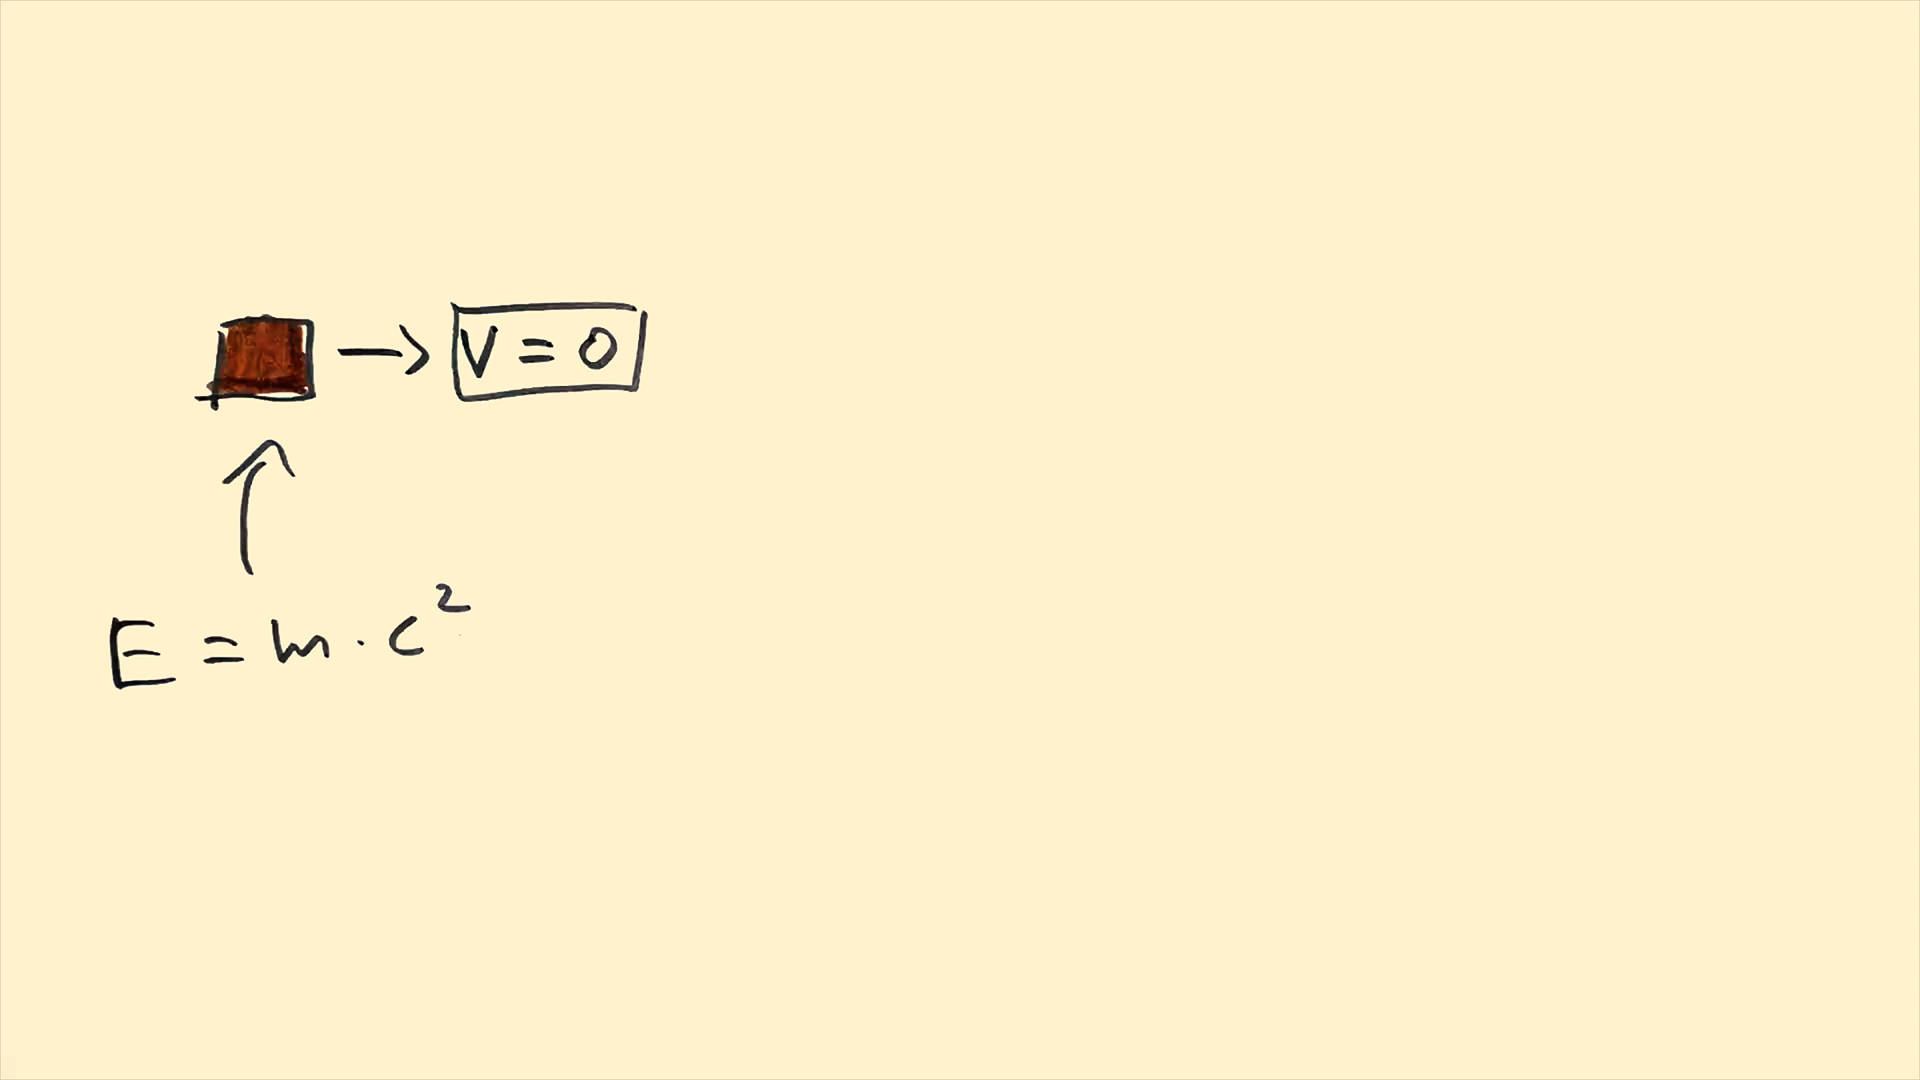 V = 0
E = m · c²